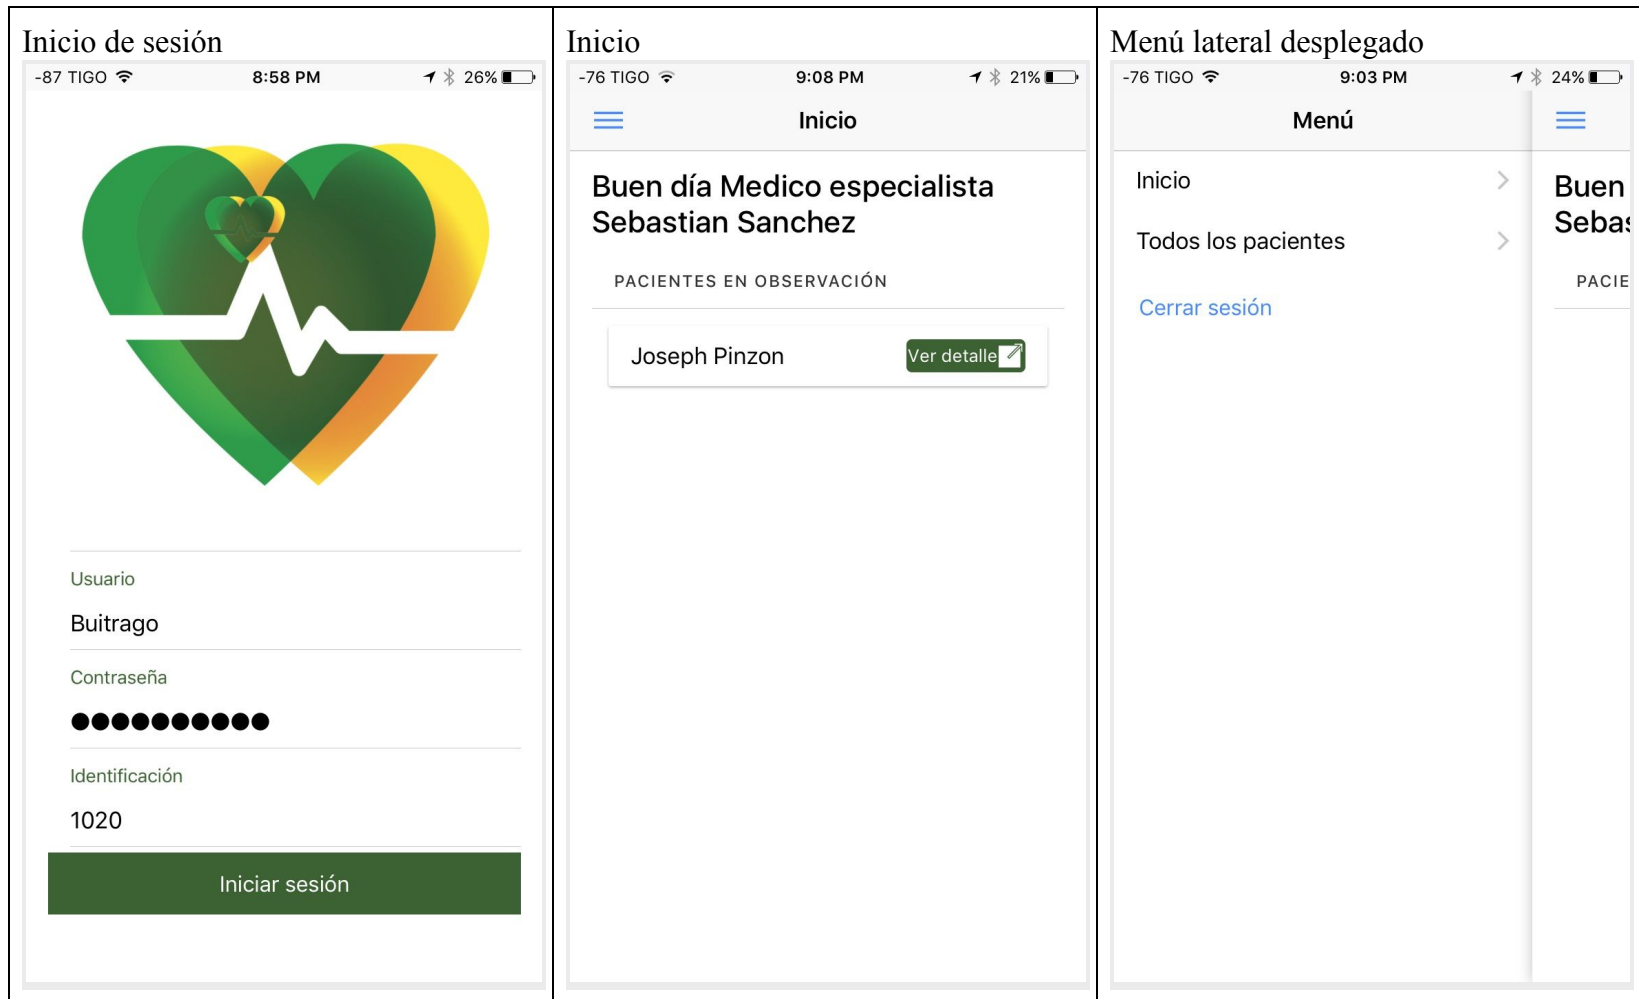 Inicio de sesión
-87 TIGO 8:58 PM 26%
Usuario
Buitrago
Contraseña
●●●●●●●●●●
Identificación
1020
Iniciar sesión
Inicio
-76 TIGO 9:08 PM 21%
Inicio
Buen día Medico especialista
Sebastian Sanchez
PACIENTES EN OBSERVACIÓN
Joseph Pinzon Ver detalle
Menú lateral desplegado
-76 TIGO 9:03 PM 24%
Menú
Inicio
Todos los pacientes
Cerrar sesión
Buen
Sebas
PACIE